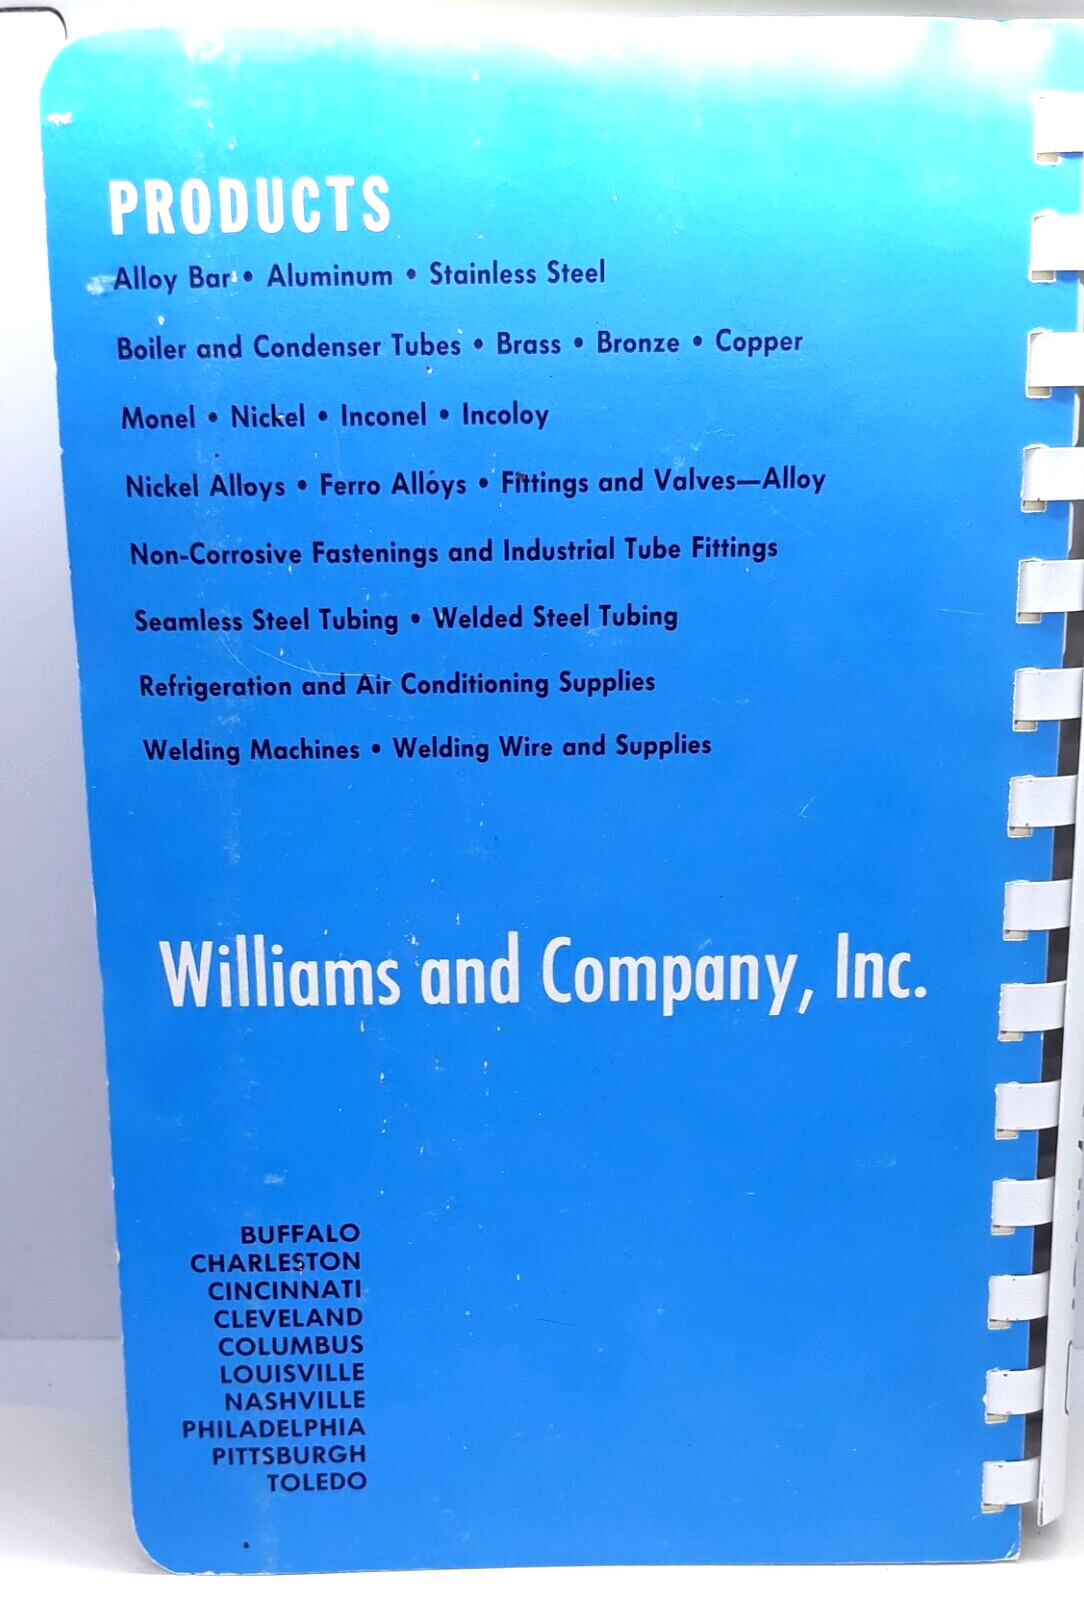 PRODUCTS
Alloy Bar • Aluminum • Stainless Steel
Boiler and Condenser Tubes • Brass • Bronze • Copper
Monel • Nickel • Inconel • Incoloy
Nickel Alloys • Ferro Alloys • Fittings and Valves—Alloy
Non-Corrosive Fastenings and Industrial Tube Fittings
Seamless Steel Tubing • Welded Steel Tubing
Refrigeration and Air Conditioning Supplies
Welding Machines • Welding Wire and Supplies
Williams and Company, Inc.
BUFFALO
CHARLESTON
CINCINNATI
CLEVELAND
COLUMBUS
LOUISVILLE
NASHVILLE
PHILADELPHIA
PITTSBURGH
TOLEDO